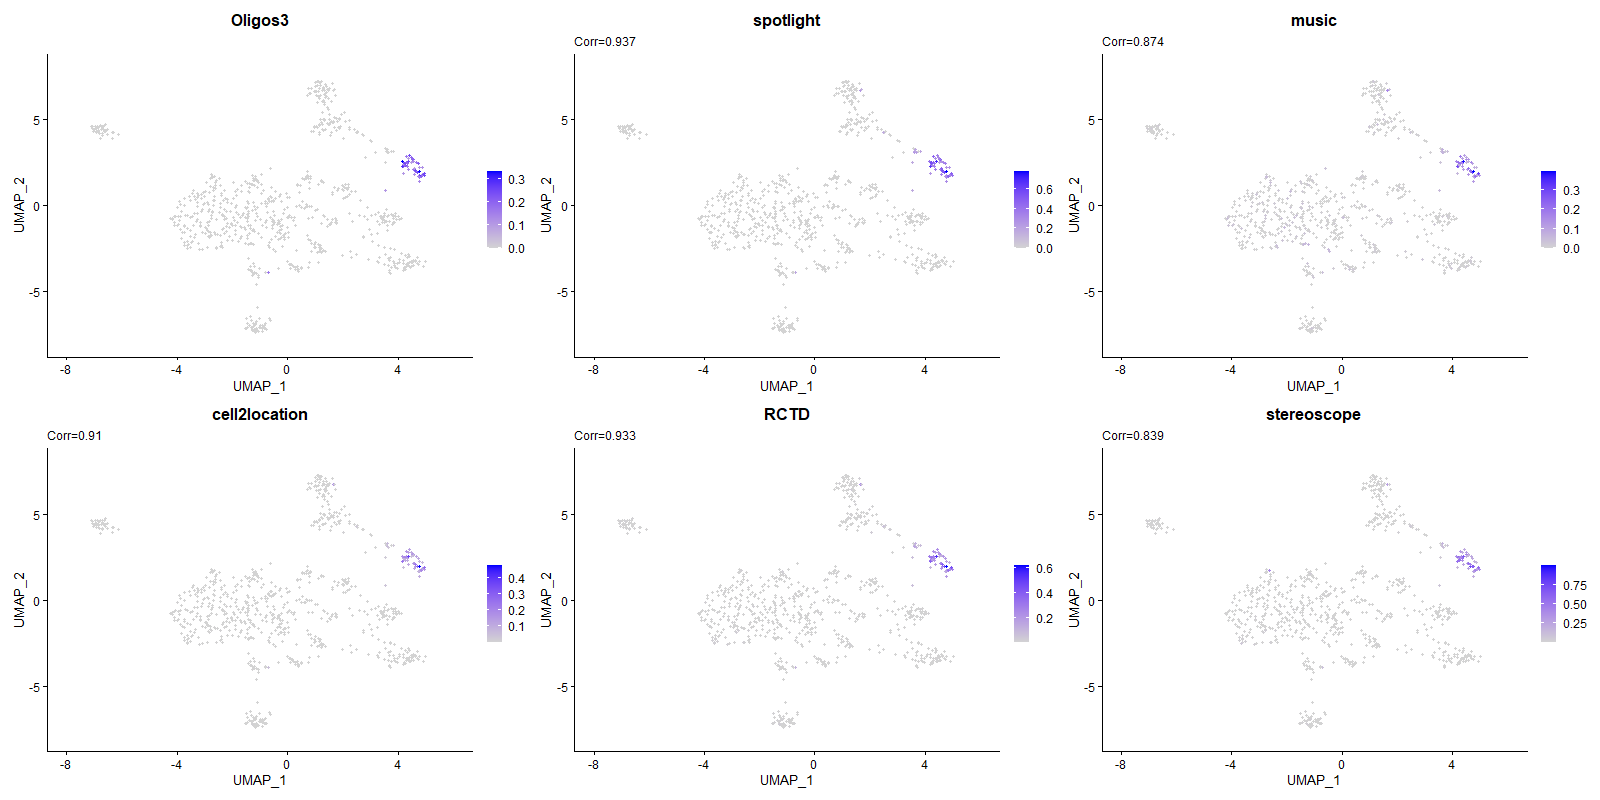 Oligos3
5
0
-5
UMAP_2
-8
-4
0
4
UMAP_1
0.3
0.2
0.1
0.0
spotlight
Corr=0.937
5
0
-5
UMAP_2
-8
-4
0
4
UMAP_1
0.6
0.4
0.2
0.0
music
Corr=0.874
5
0
-5
UMAP_2
-8
-4
0
4
UMAP_1
0.3
0.2
0.1
0.0
cell2location
Corr=0.91
5
0
-5
UMAP_2
-8
-4
0
4
UMAP_1
0.4
0.3
0.2
0.1
RCTD
Corr=0.933
5
0
-5
UMAP_2
-8
-4
0
4
UMAP_1
0.6
0.4
0.2
stereoscope
Corr=0.839
5
0
-5
UMAP_2
-8
-4
0
4
UMAP_1
0.75
0.50
0.25